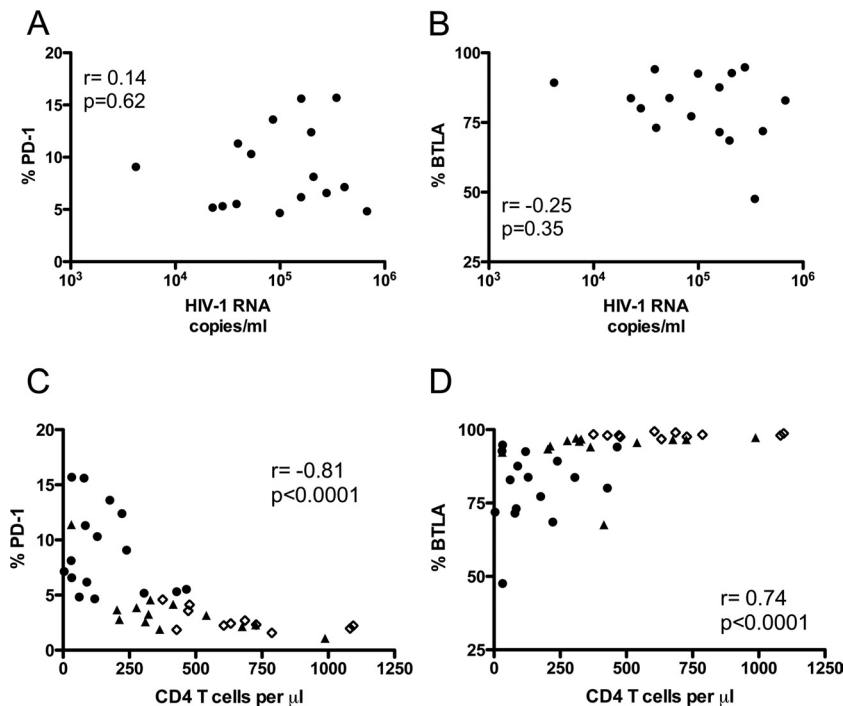 A
20
15
10
5
0
% PD-1
r= 0.14
p=0.62
10³
10⁴
10⁵
10⁶
HIV-1 RNA
copies/ml
B
100
75
50
25
% BTLA
r= -0.25
p=0.35
10³
10⁴
10⁵
10⁶
HIV-1 RNA
copies/ml
C
20
15
10
5
0
% PD-1
r= -0.81
p<0.0001
0 250 500 750 1000 1250
CD4 T cells per μl
D
100
75
50
25
% BTLA
r= 0.74
p<0.0001
0 250 500 750 1000 1250
CD4 T cells per μl